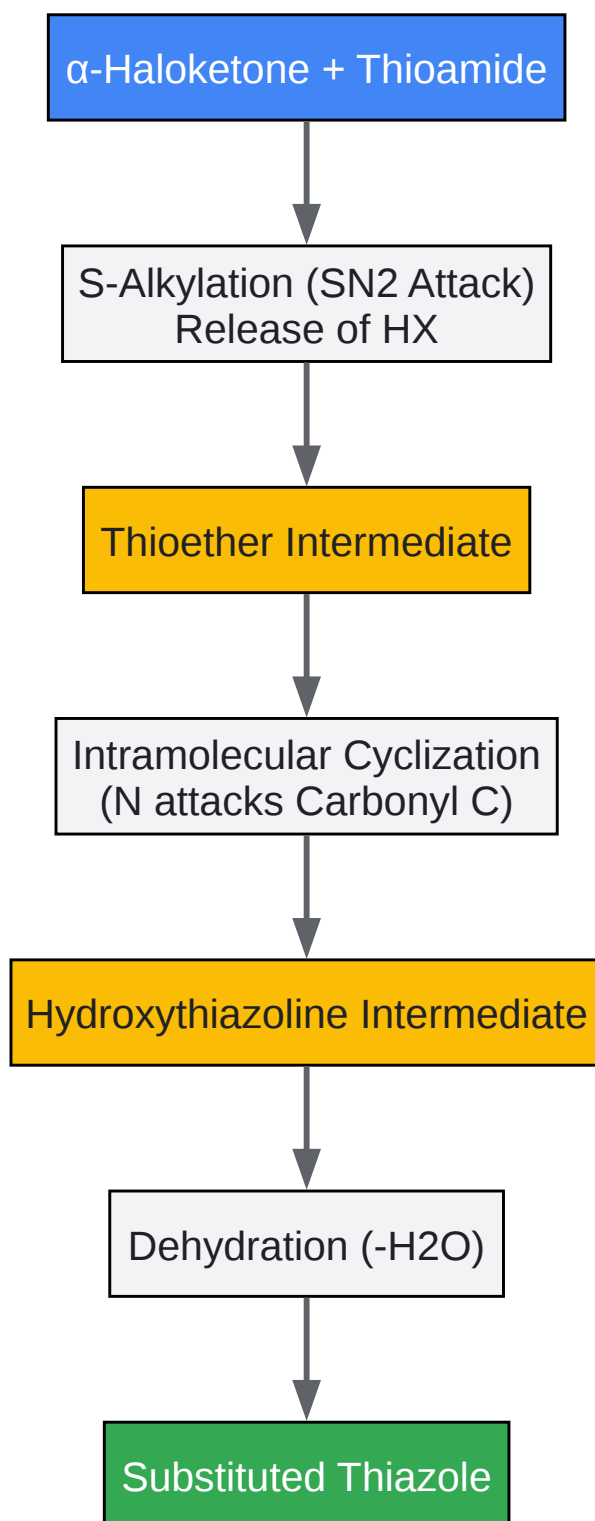 α-Haloketone + Thioamide
S-Alkylation (SN2 Attack)
Release of HX
Thioether Intermediate
Intramolecular Cyclization
(N attacks Carbonyl C)
Hydroxythiazoline Intermediate
Dehydration (-H2O)
Substituted Thiazole